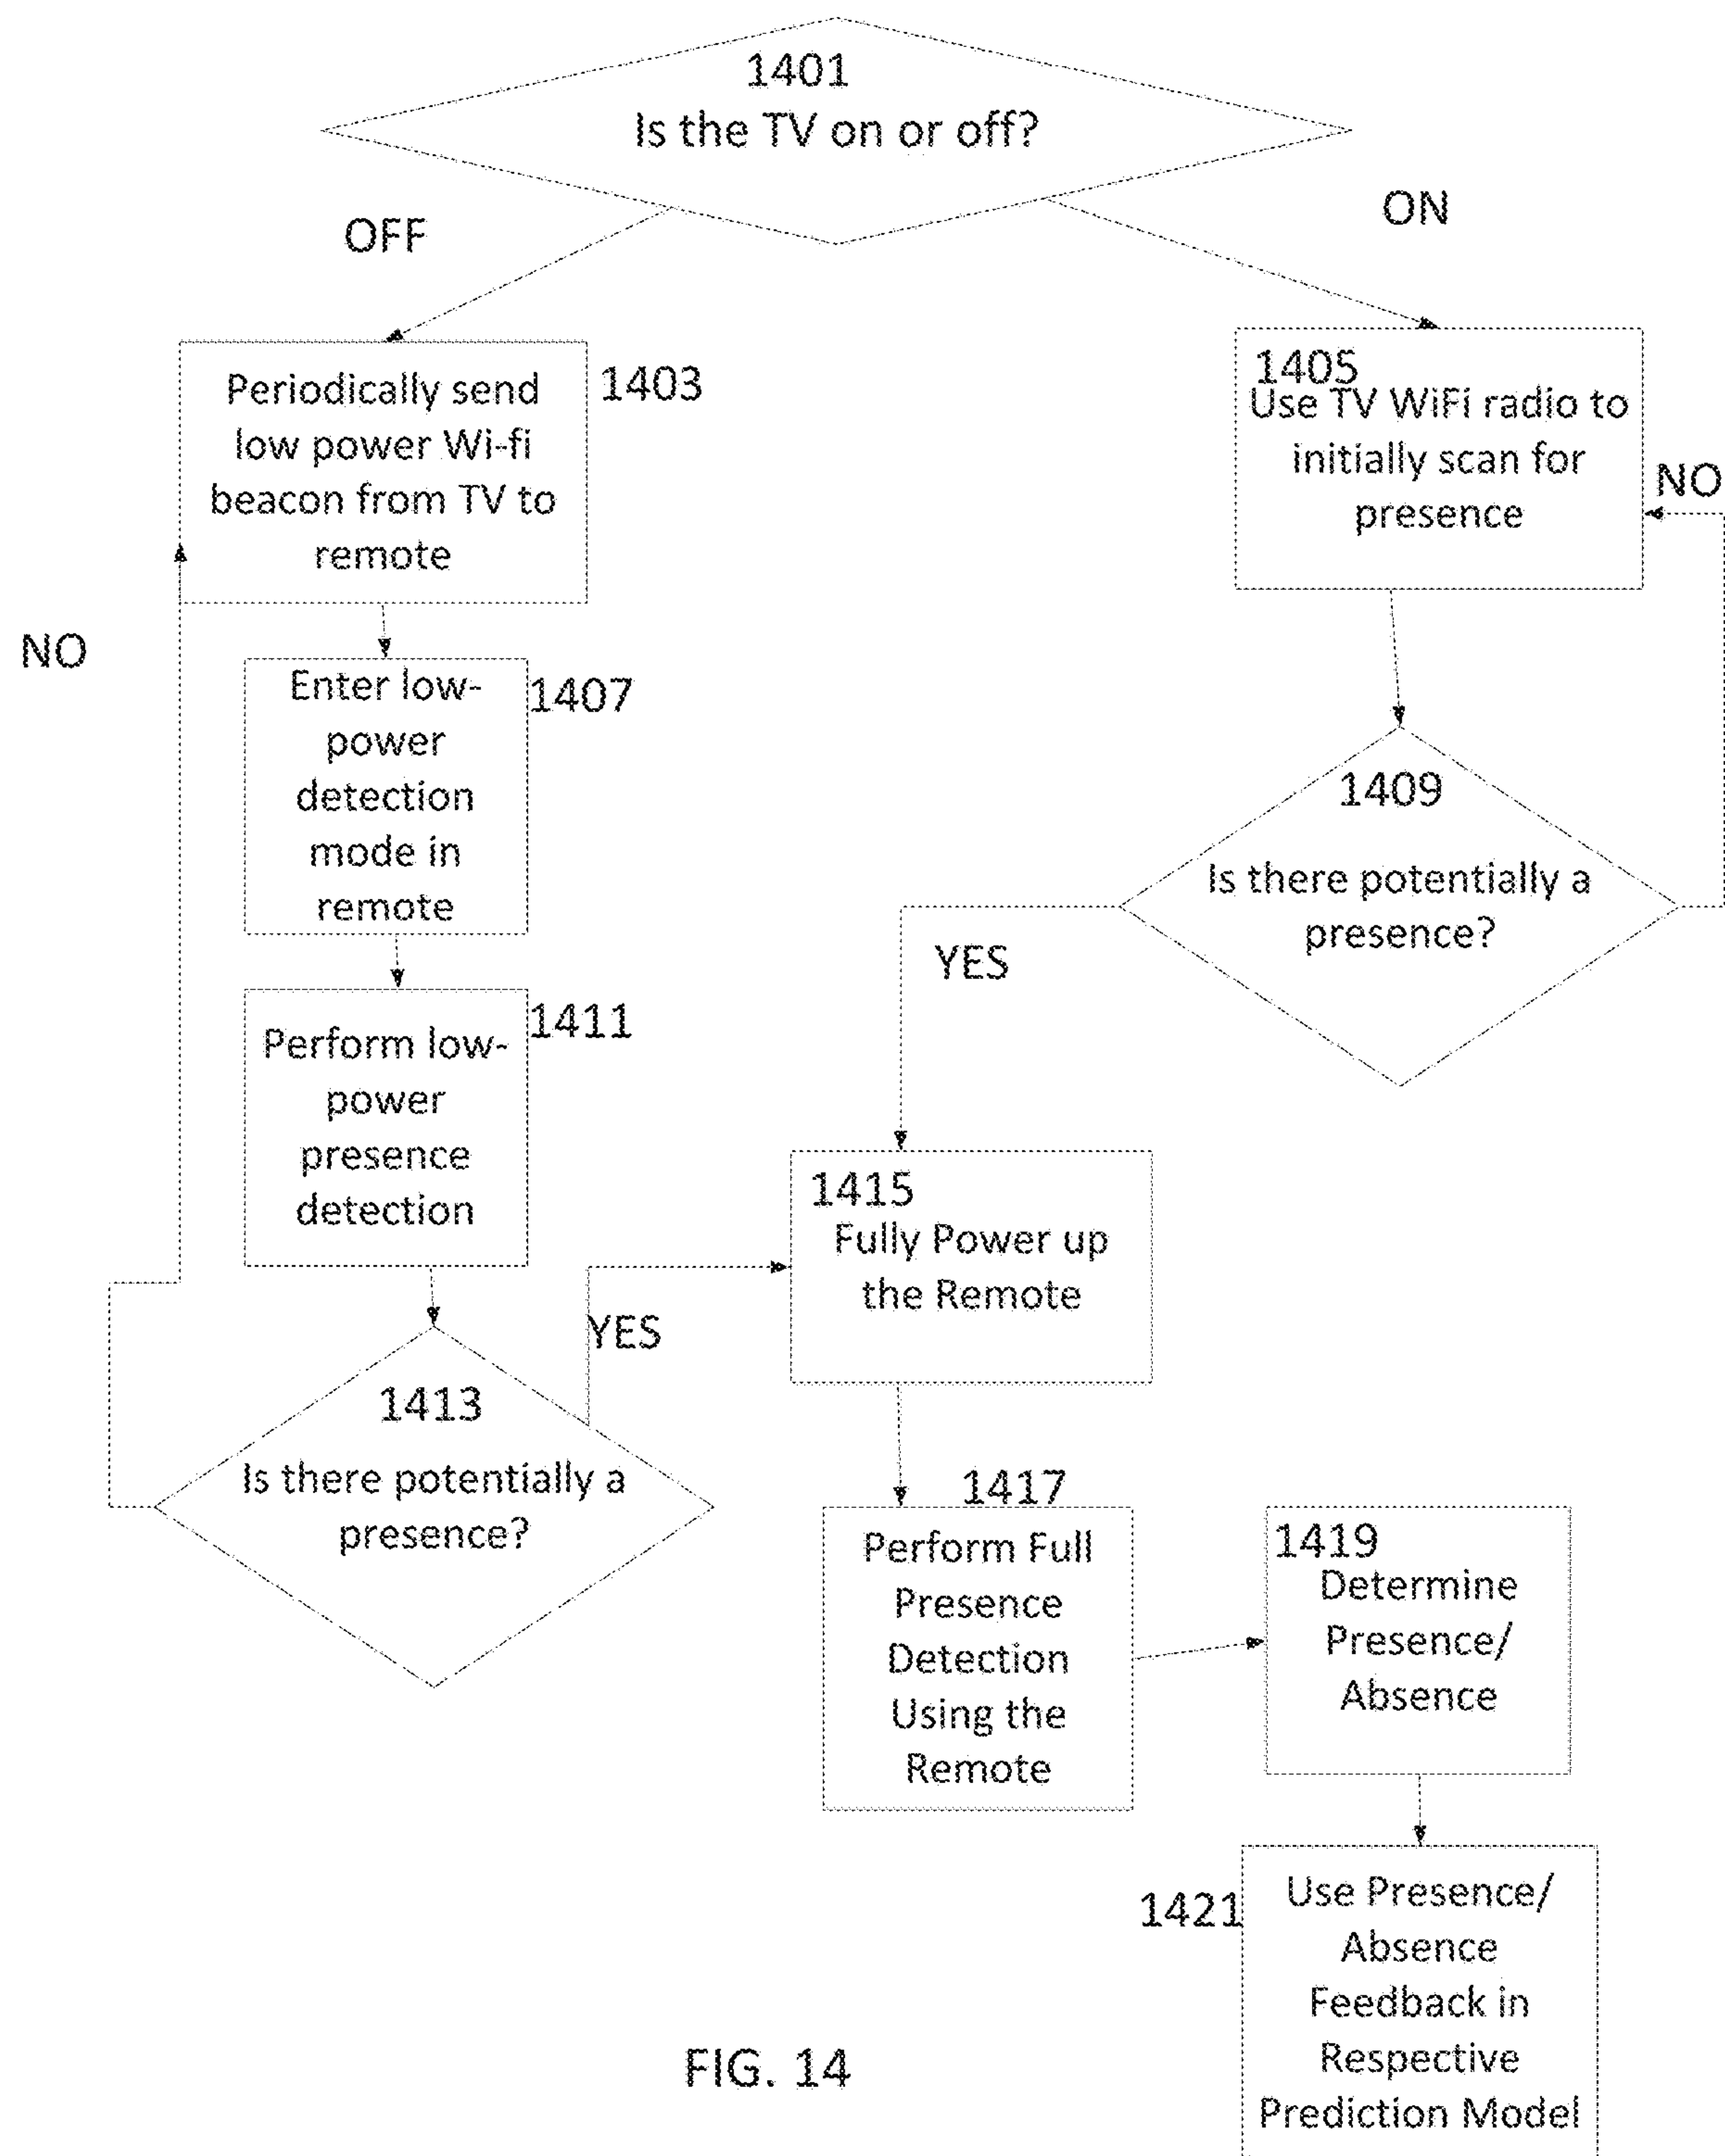 1401
Is the TV on or off?
OFF
ON
Periodically send
low power Wi-fi
beacon from TV to
remote
1403
1405
Use TV WiFi radio to
initially scan for
presence
NO
NO
Enter low-
power
detection
mode in
remote
1407
1409
Is there potentially a
presence?
YES
Perform low-
power
presence
detection
1411
1415
Fully Power up
the Remote
YES
1413
Is there potentially a
presence?
1417
Perform Full
Presence
Detection
Using the
Remote
1419
Determine
Presence/
Absence
1421
Use Presence/
Absence
Feedback in
Respective
Prediction Model
FIG. 14